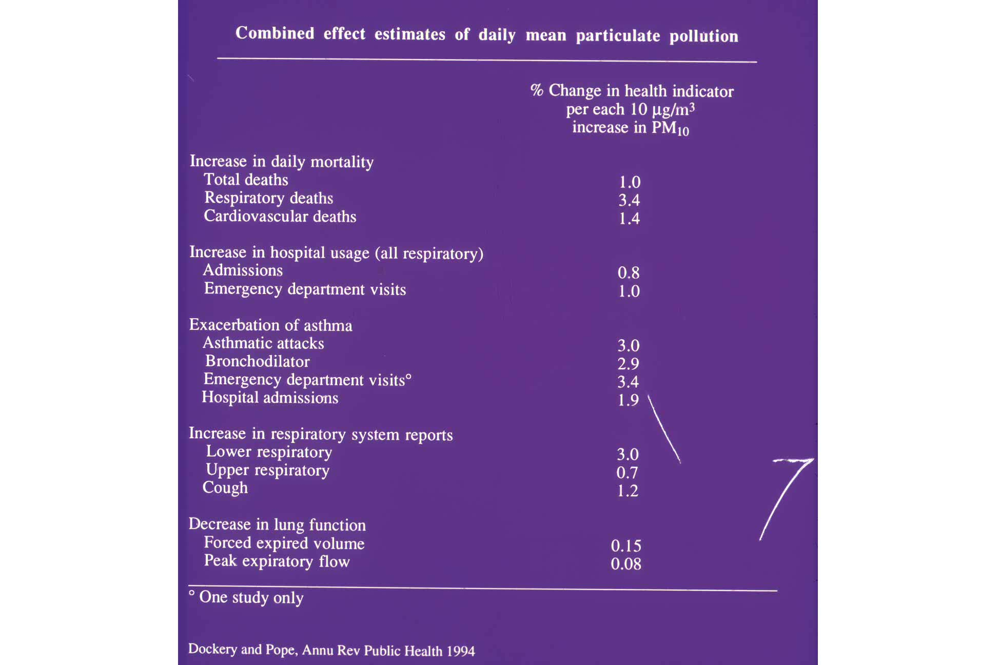 Combined effect estimates of daily mean particulate pollution
% Change in health indicator
per each 10 µg/m³
increase in PM₁₀
Increase in daily mortality
Total deaths 1.0
Respiratory deaths 3.4
Cardiovascular deaths 1.4
Increase in hospital usage (all respiratory)
Admissions 0.8
Emergency department visits 1.0
Exacerbation of asthma
Asthmatic attacks 3.0
Bronchodilator 2.9
Emergency department visits° 3.4
Hospital admissions 1.9
Increase in respiratory system reports
Lower respiratory 3.0
Upper respiratory 0.7
Cough 1.2
7
Decrease in lung function
Forced expired volume 0.15
Peak expiratory flow 0.08
° One study only
Dockery and Pope, Annu Rev Public Health 1994